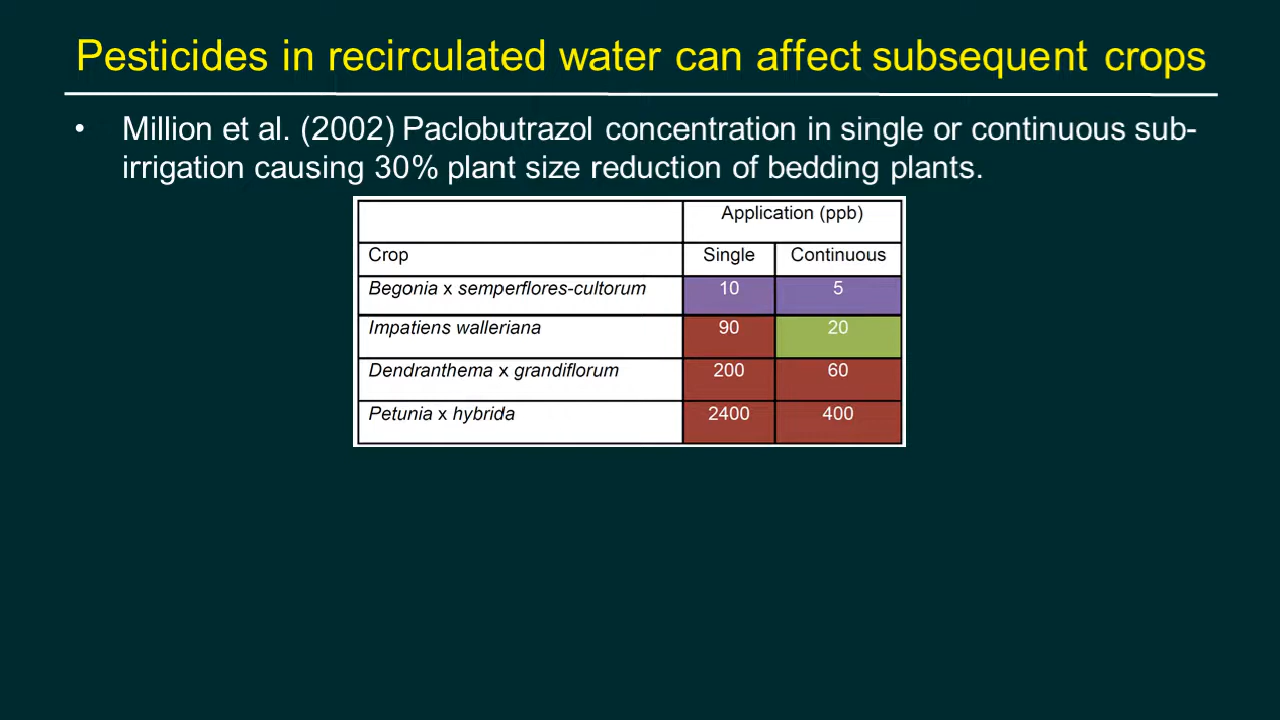 Pesticides in recirculated water can affect subsequent crops
• Million et al. (2002) Paclobutrazol concentration in single or continuous sub-
irrigation causing 30% plant size reduction of bedding plants.
Application (ppb)
Crop Single Continuous
Begonia x semperflores-cultorum 10 5
Impatiens walleriana 90 20
Dendranthema x grandiflorum 200 60
Petunia x hybrida 2400 400